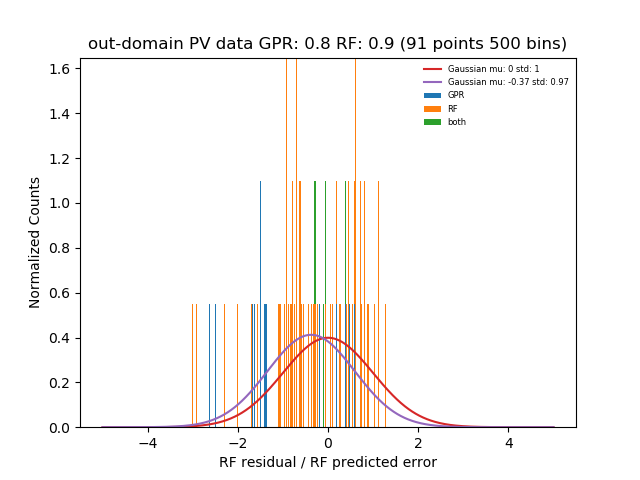 out-domain PV data GPR: 0.8 RF: 0.9 (91 points 500 bins)
Gaussian mu: 0 std: 1
Gaussian mu: -0.37 std: 0.97
GPR
RF
both
Normalized Counts
1.6
1.4
1.2
1.0
0.8
0.6
0.4
0.2
0.0
−4
−2
0
2
4
RF residual / RF predicted error